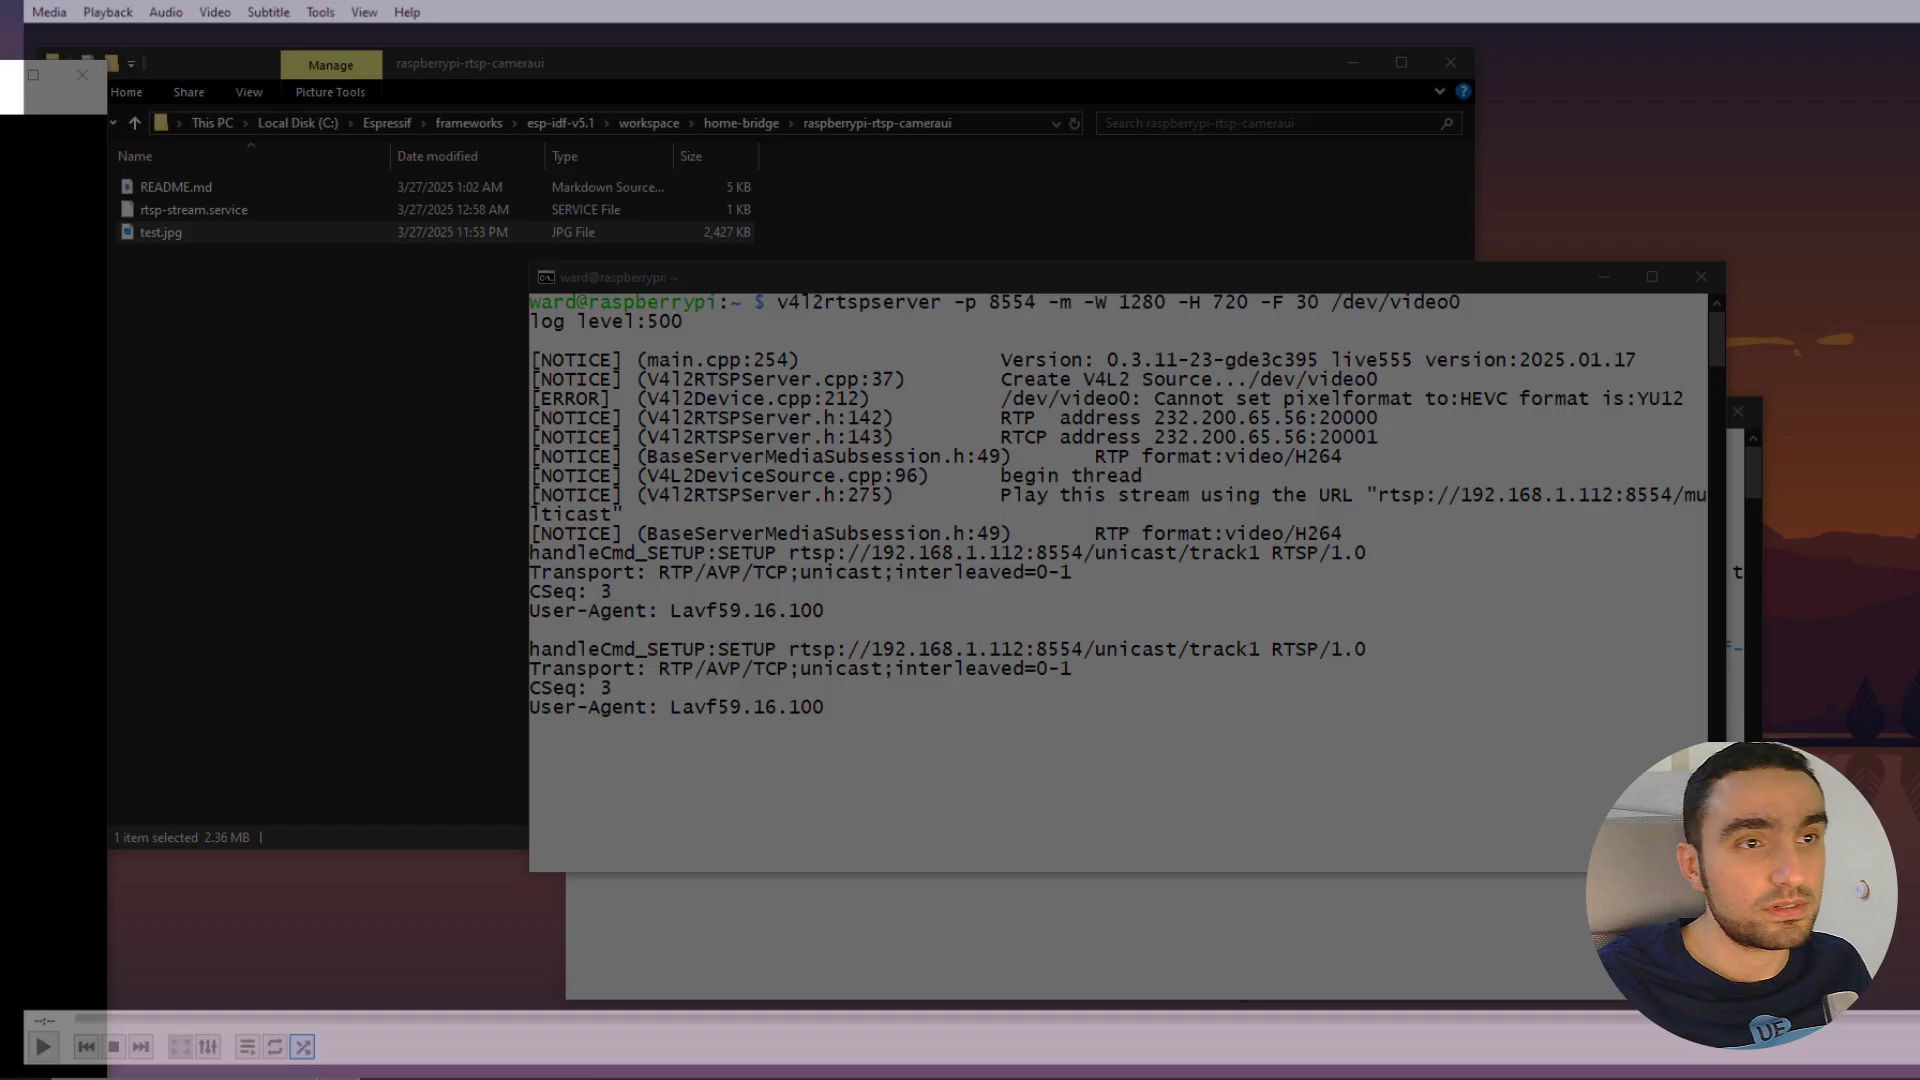 Media Playback Audio Video Subtitle Tools View Help
Manage raspberrypi-rtsp-cameraui
Home Share View Picture Tools
This PC Local Disk (C:) Espressif frameworks esp-idf-v5.1 workspace home-bridge raspberrypi-rtsp-cameraui Search raspberrypi-rtsp-cameraui
Name Date modified Type Size
README.md 3/27/2025 1:02 AM Markdown Source... 5 KB
rtsp-stream.service 3/27/2025 12:58 AM SERVICE File 1 KB
test.jpg 3/27/2025 11:53 PM JPG File 2,427 KB
ward@raspberrypi: ~
ward@raspberrypi:~ $ v4l2rtspserver -p 8554 -m -W 1280 -H 720 -F 30 /dev/video0
log level:500
[NOTICE] (main.cpp:254) Version: 0.3.11-23-gde3c395 live555 version:2025.01.17
[NOTICE] (V4l2RTSPServer.cpp:37) Create V4L2 Source.../dev/video0
[ERROR] (V4l2Device.cpp:212) /dev/video0: Cannot set pixelformat to:HEVC format is:YU12
[NOTICE] (V4l2RTSPServer.h:142) RTP address 232.200.65.56:20000
[NOTICE] (V4l2RTSPServer.h:143) RTCP address 232.200.65.56:20001
[NOTICE] (BaseServerMediaSubsession.h:49) RTP format:video/H264
[NOTICE] (V4L2DeviceSource.cpp:96) begin thread
[NOTICE] (V4l2RTSPServer.h:275) Play this stream using the URL "rtsp://192.168.1.112:8554/mu
lticast"
[NOTICE] (BaseServerMediaSubsession.h:49) RTP format:video/H264
handleCmd_SETUP:SETUP rtsp://192.168.1.112:8554/unicast/track1 RTSP/1.0
Transport: RTP/AVP/TCP;unicast;interleaved=0-1
CSeq: 3
User-Agent: Lavf59.16.100
handleCmd_SETUP:SETUP rtsp://192.168.1.112:8554/unicast/track1 RTSP/1.0
Transport: RTP/AVP/TCP;unicast;interleaved=0-1
CSeq: 3
User-Agent: Lavf59.16.100
1 item selected 2.36 MB
--:--
UE